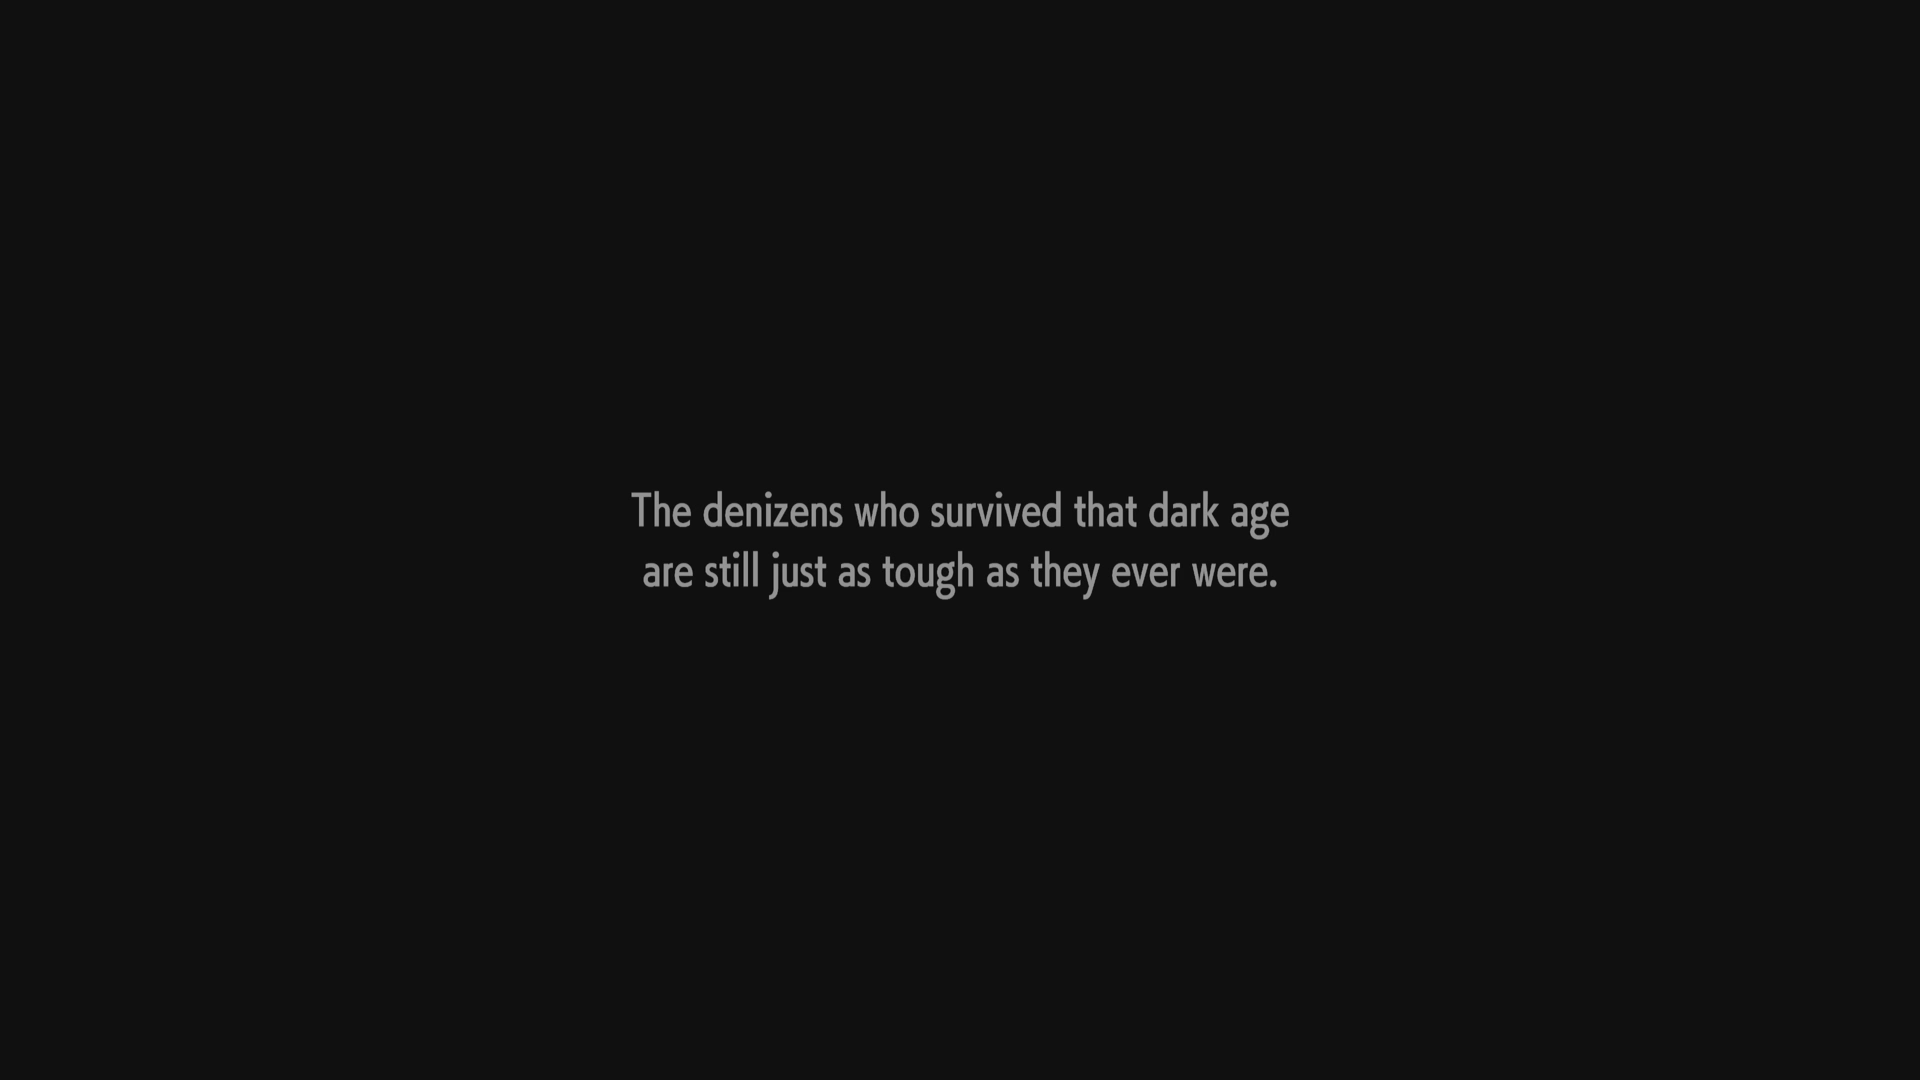 The denizens who survived that dark age
are still just as tough as they ever were.